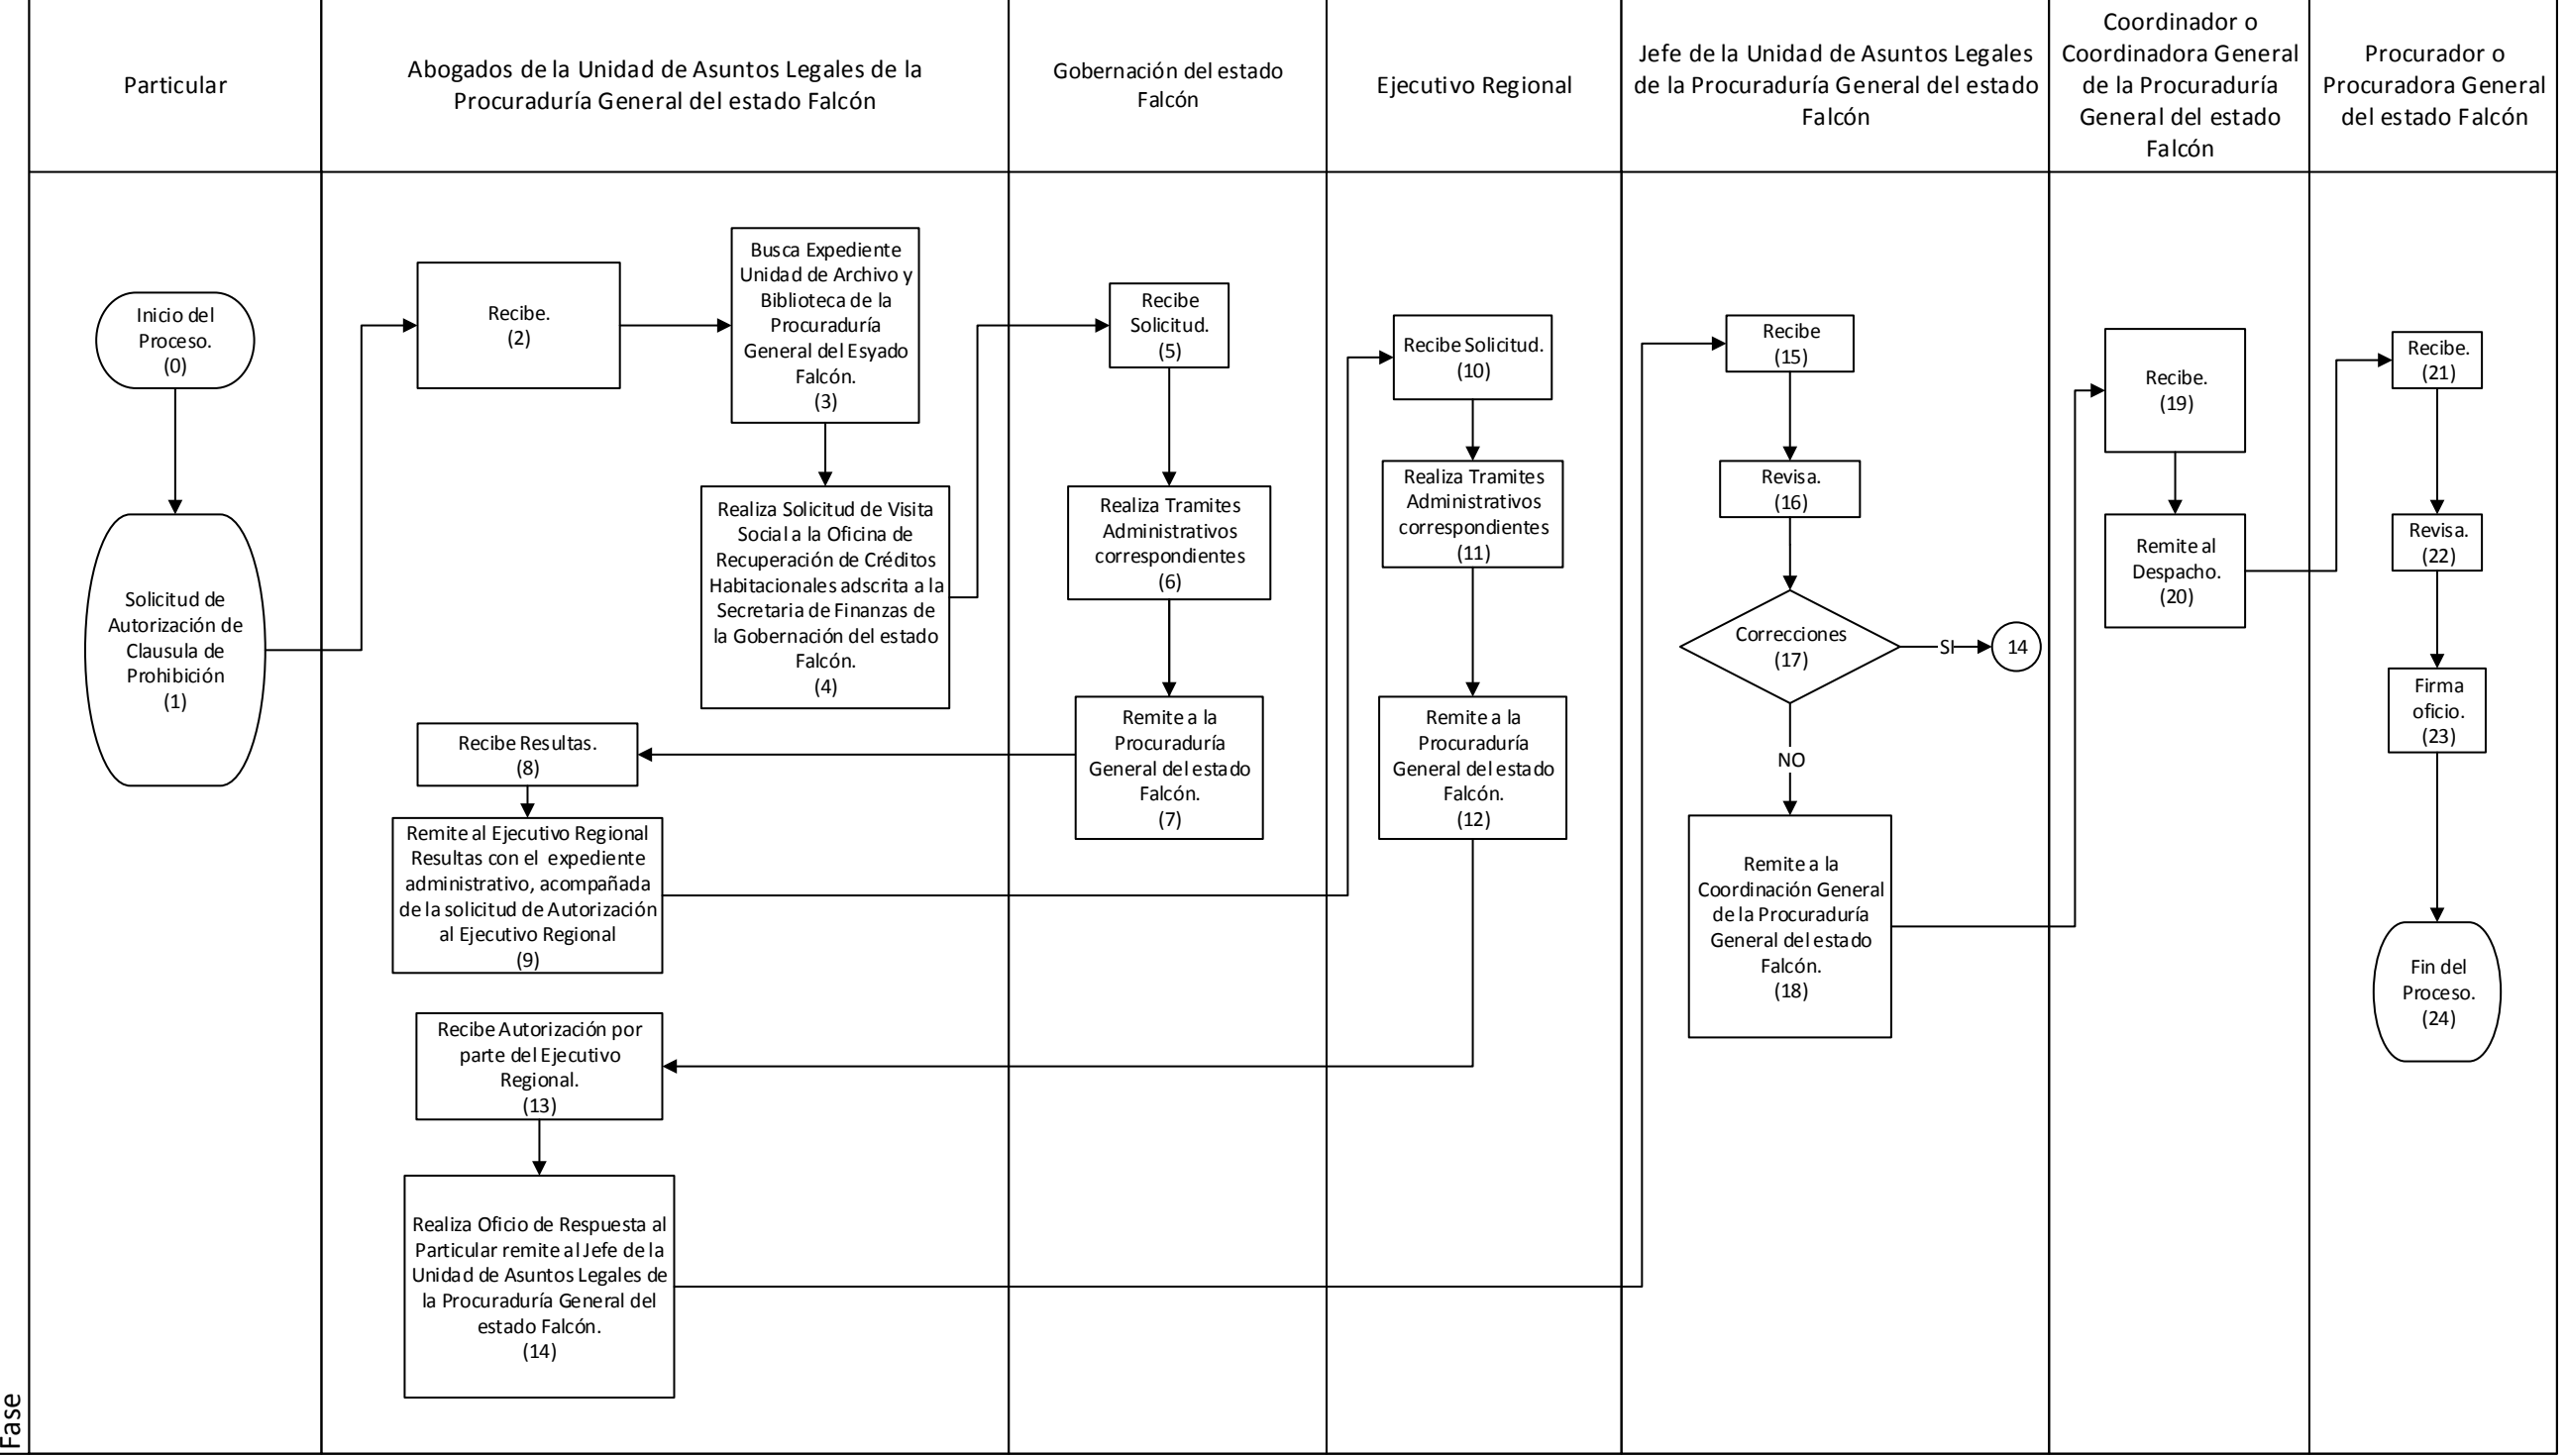 Particular
Abogados de la Unidad de Asuntos Legales de la
Procuraduría General del estado Falcón
Gobernación del estado
Falcón
Ejecutivo Regional
Jefe de la Unidad de Asuntos Legales
de la Procuraduría General del estado
Falcón
Coordinador o
Coordinadora General
de la Procuraduría
General del estado
Falcón
Procurador o
Procuradora General
del estado Falcón
Inicio del
Proceso.
(0)
Solicitud de
Autorización de
Clausula de
Prohibición
(1)
Recibe.
(2)
Busca Expediente
Unidad de Archivo y
Biblioteca de la
Procuraduría
General del Esyado
Falcón.
(3)
Realiza Solicitud de Visita
Social a la Oficina de
Recuperación de Créditos
Habitacionales adscrita a la
Secretaria de Finanzas de
la Gobernación del estado
Falcón.
(4)
Recibe
Solicitud.
(5)
Realiza Tramites
Administrativos
correspondientes
(6)
Remite a la
Procuraduría
General del estado
Falcón.
(7)
Recibe Resultas.
(8)
Remite al Ejecutivo Regional
Resultas con el expediente
administrativo, acompañada
de la solicitud de Autorización
al Ejecutivo Regional
(9)
Recibe Solicitud.
(10)
Realiza Tramites
Administrativos
correspondientes
(11)
Remite a la
Procuraduría
General del estado
Falcón.
(12)
Recibe Autorización por
parte del Ejecutivo
Regional.
(13)
Realiza Oficio de Respuesta al
Particular remite al Jefe de la
Unidad de Asuntos Legales de
la Procuraduría General del
estado Falcón.
(14)
Recibe
(15)
Revisa.
(16)
Correcciones
(17)
SI
14
NO
Remite a la
Coordinación General
de la Procuraduría
General del estado
Falcón.
(18)
Recibe.
(19)
Remite al
Despacho.
(20)
Recibe.
(21)
Revisa.
(22)
Firma
oficio.
(23)
Fin del
Proceso.
(24)
Fase